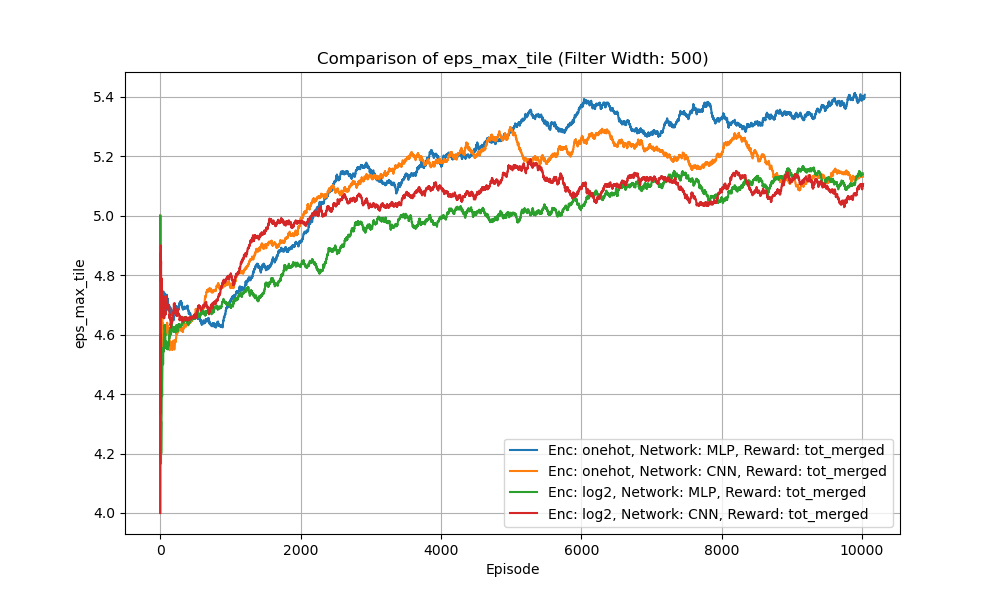 Comparison of eps_max_tile (Filter Width: 500)
eps_max_tile
5.4
5.2
5.0
4.8
4.6
4.4
4.2
4.0
Enc: onehot, Network: MLP, Reward: tot_merged
Enc: onehot, Network: CNN, Reward: tot_merged
Enc: log2, Network: MLP, Reward: tot_merged
Enc: log2, Network: CNN, Reward: tot_merged
0 2000 4000 6000 8000 10000
Episode